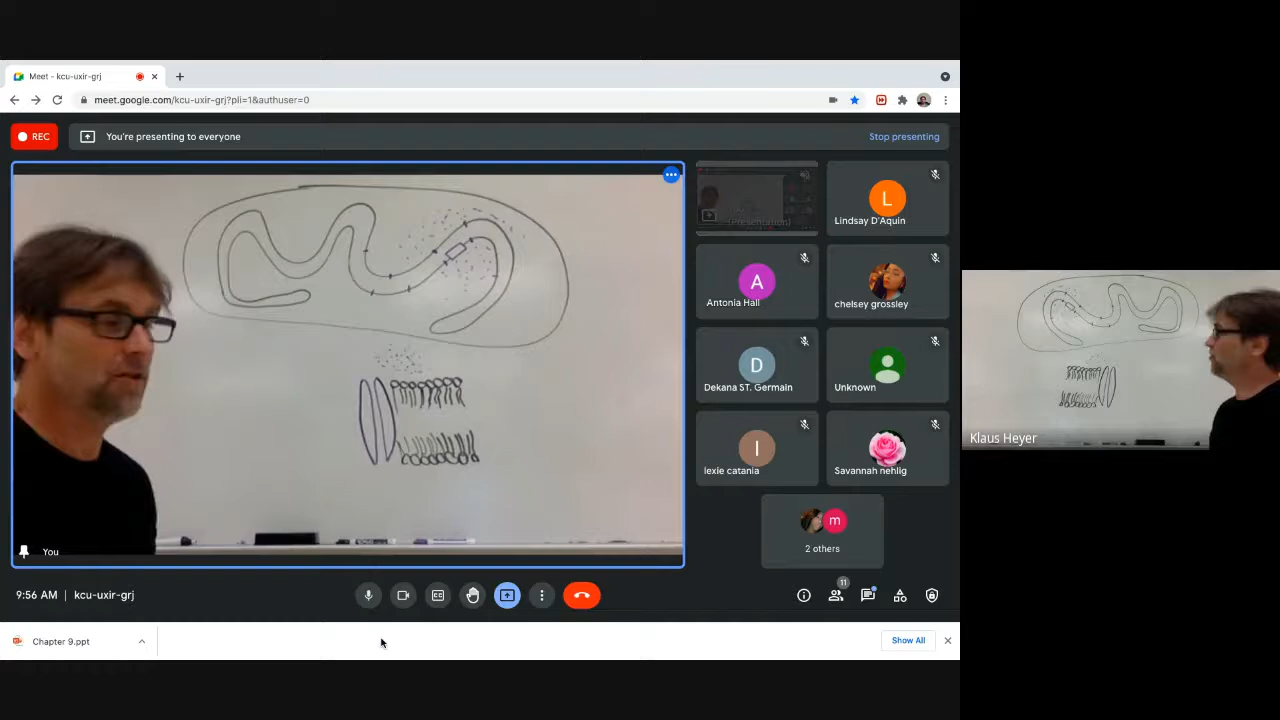 Meet - kcu-uxir-grj
meet.google.com/kcu-uxir-grj?pli=1&authuser=0
REC
You're presenting to everyone
Stop presenting
(Presentation)
L
Lindsay D'Aquin
A
Antonia Hall
chelsey grossley
D
Dekana ST. Germain
Unknown
I
lexie catania
Savannah nehlig
m
2 others
You
Klaus Heyer
9:56 AM | kcu-uxir-grj
CC
11
Chapter 9.ppt
Show All